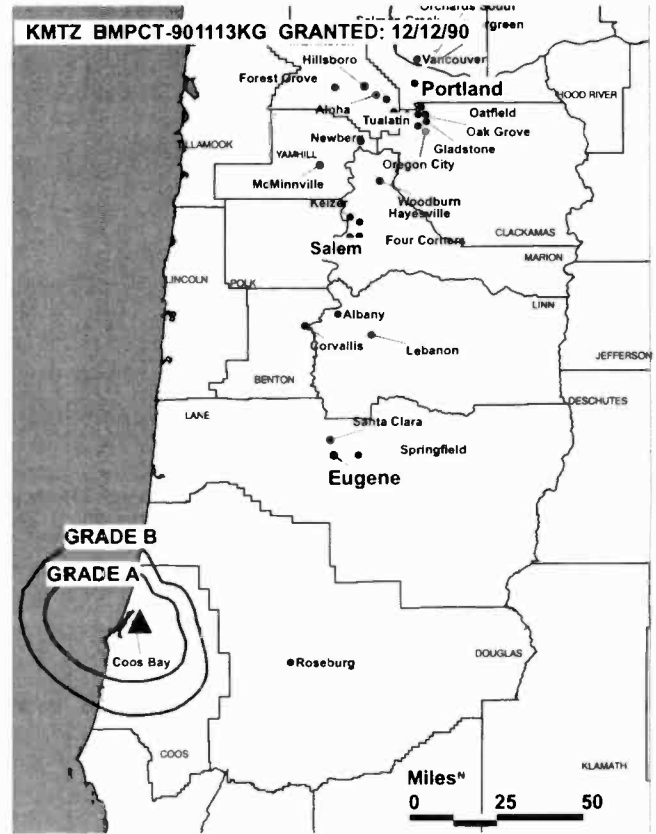 Orchards South
Evergreen
KMTZ BMPCT-901113KG GRANTED: 12/12/90
Hillsboro
Vancouver
Forest Grove
Portland
HOOD RIVER
Aloha
Tualatin
Oatfield
Oak Grove
TILLAMOOK
Newberg
Gladstone
YAMHILL
Oregon City
McMinnville
Woodburn
Keizer
Hayesville
CLACKAMAS
Salem
Four Corners
MARION
LINCOLN
POLK
LINN
Albany
Corvallis
Lebanon
JEFFERSON
BENTON
DESCHUTES
LANE
Santa Clara
Springfield
Eugene
GRADE B
GRADE A
Coos Bay
Roseburg
DOUGLAS
COOS
KLAMATH
Miles N
0 25 50